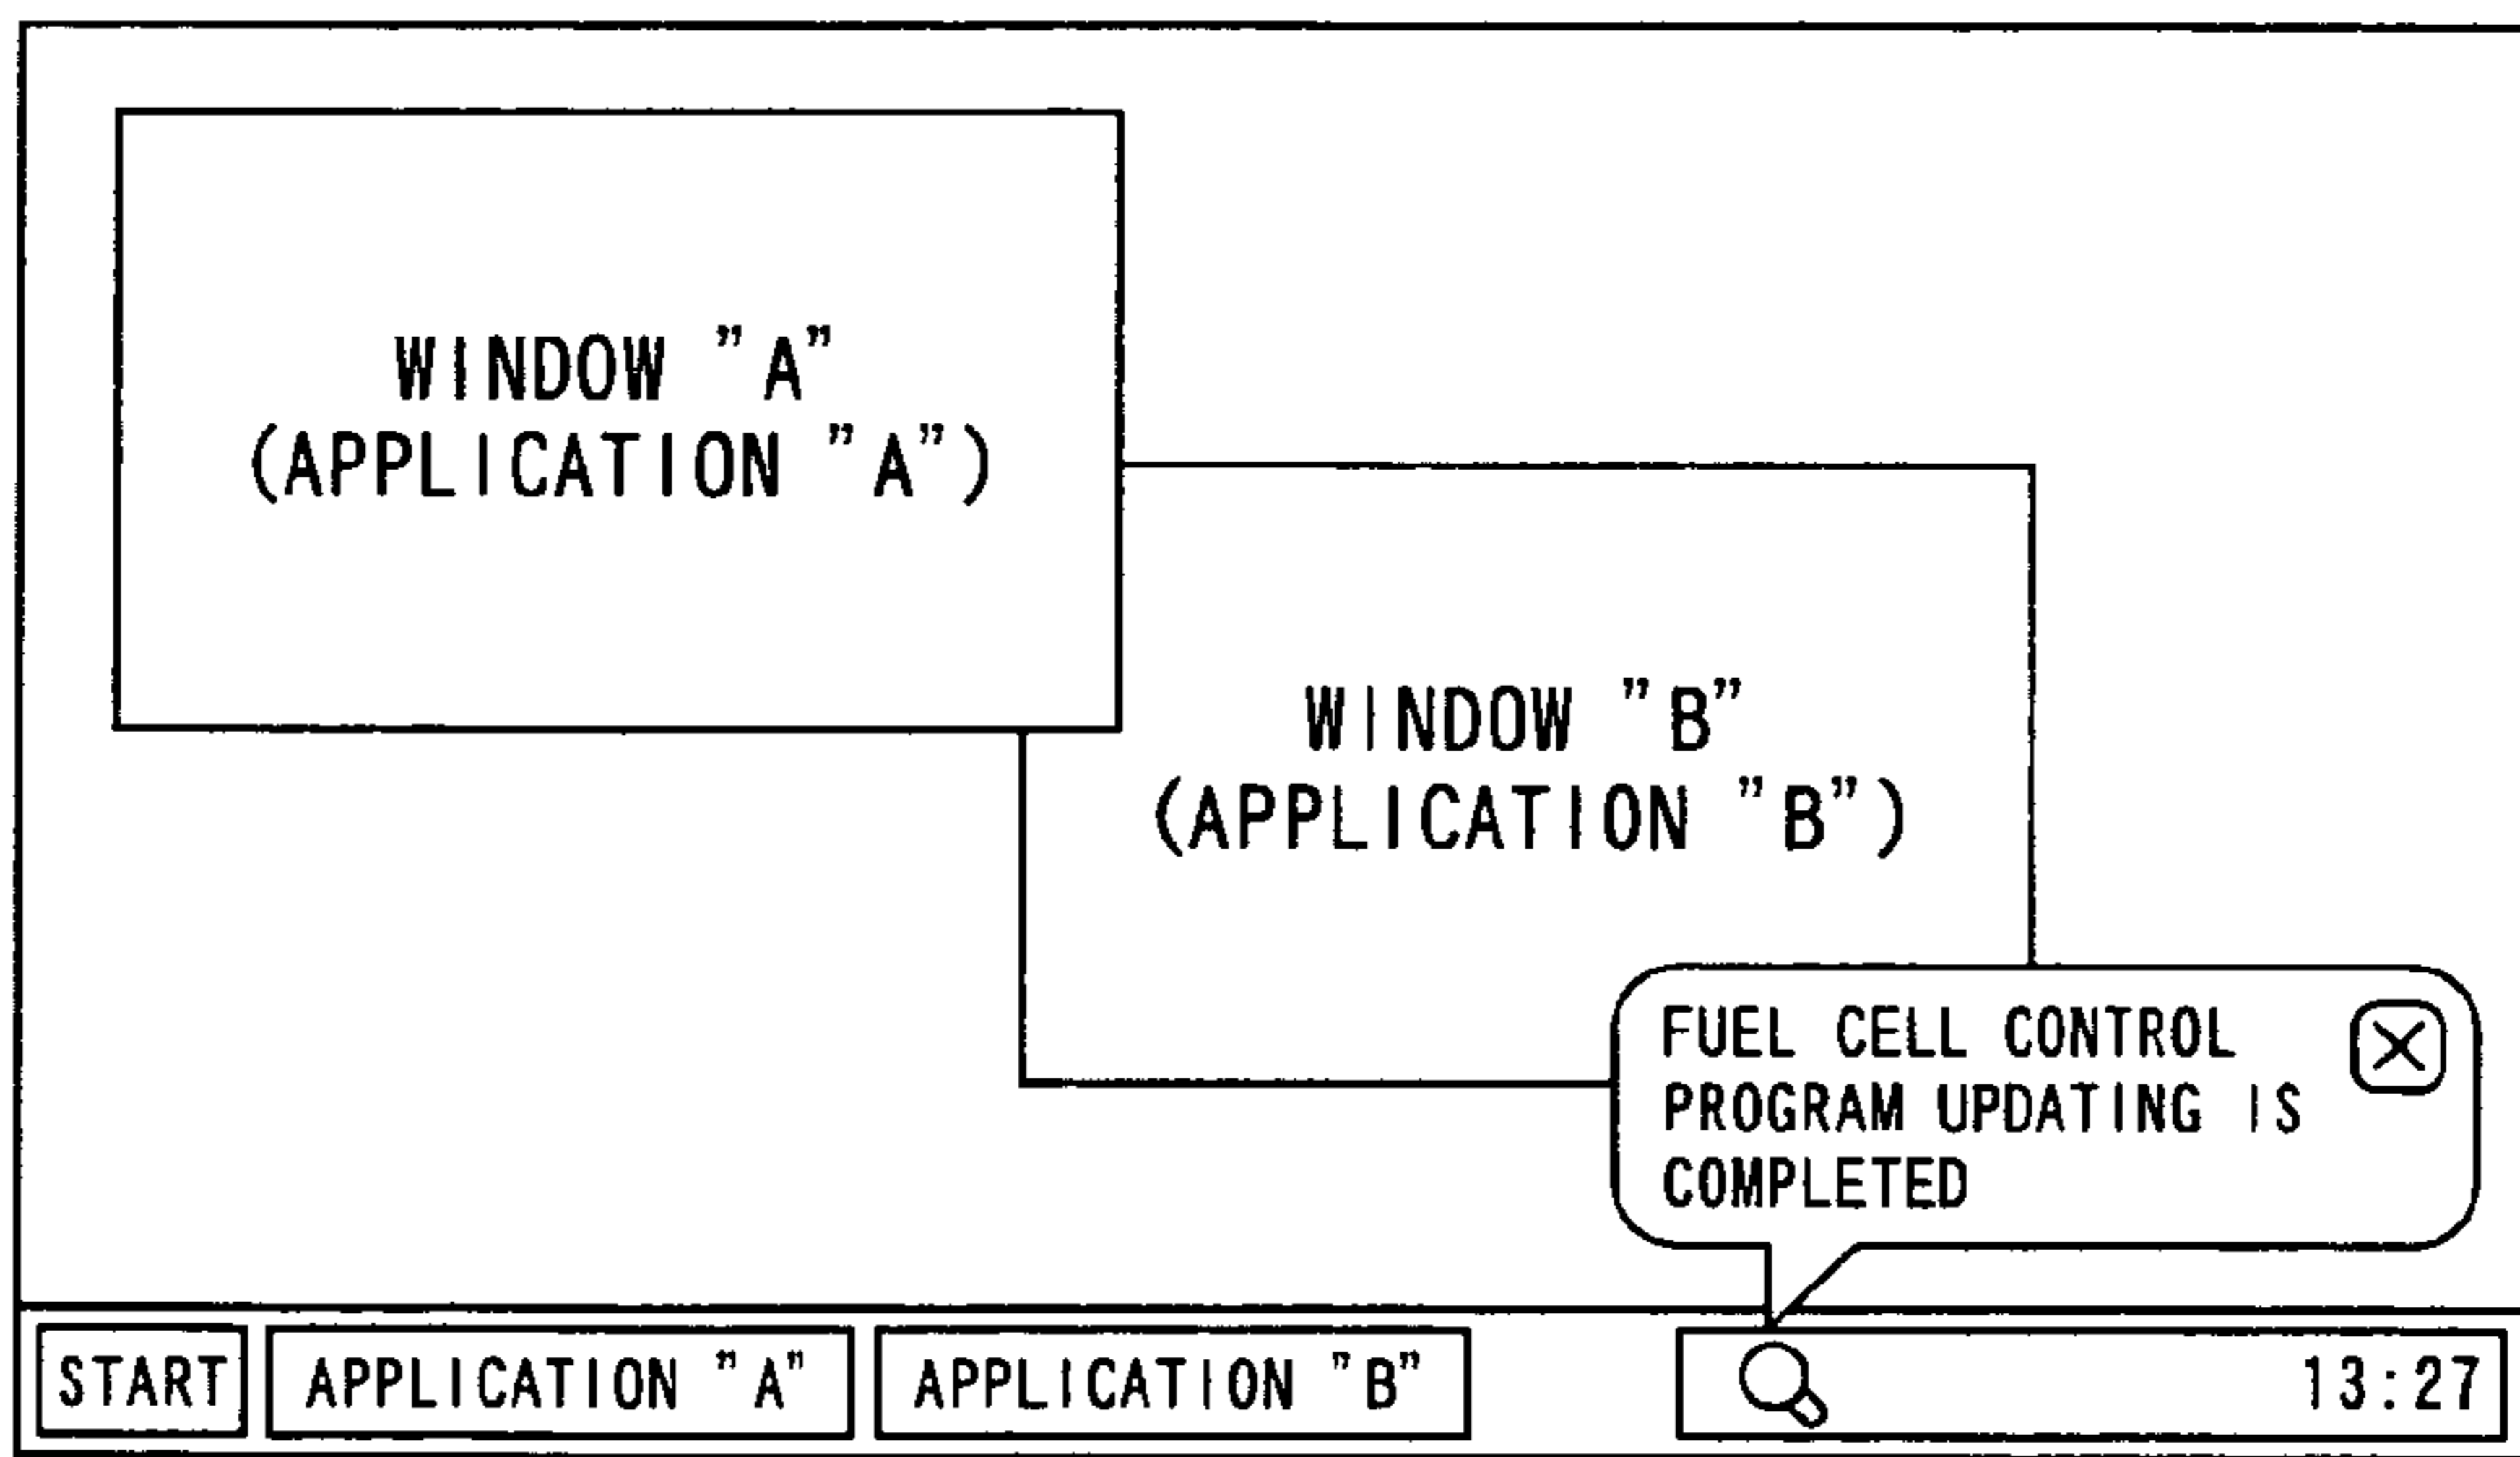 WINDOW "A"
(APPLICATION "A")
WINDOW "B"
(APPLICATION "B")
FUEL CELL CONTROL
PROGRAM UPDATING IS
COMPLETED
START
APPLICATION "A"
APPLICATION "B"
13:27